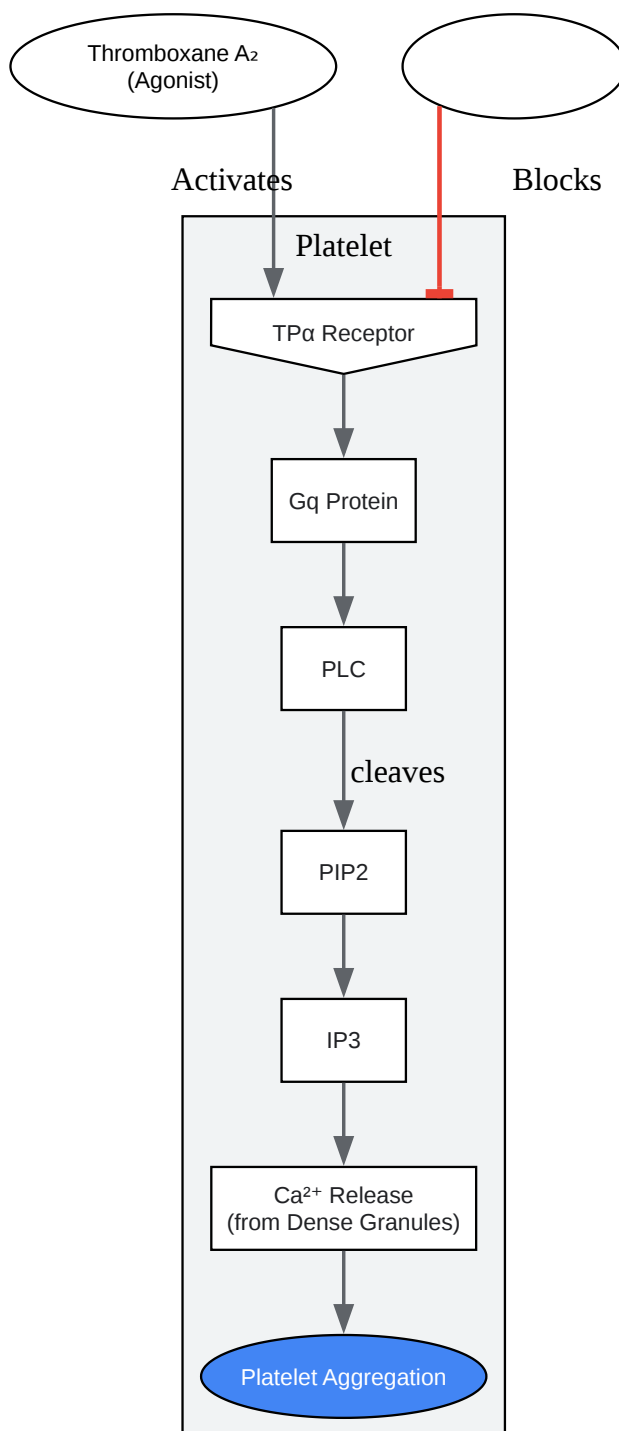 Thromboxane A₂
(Agonist)
Activates
Blocks
Platelet
TPα Receptor
Gq Protein
PLC
cleaves
PIP2
IP3
Ca²⁺ Release
(from Dense Granules)
Platelet Aggregation